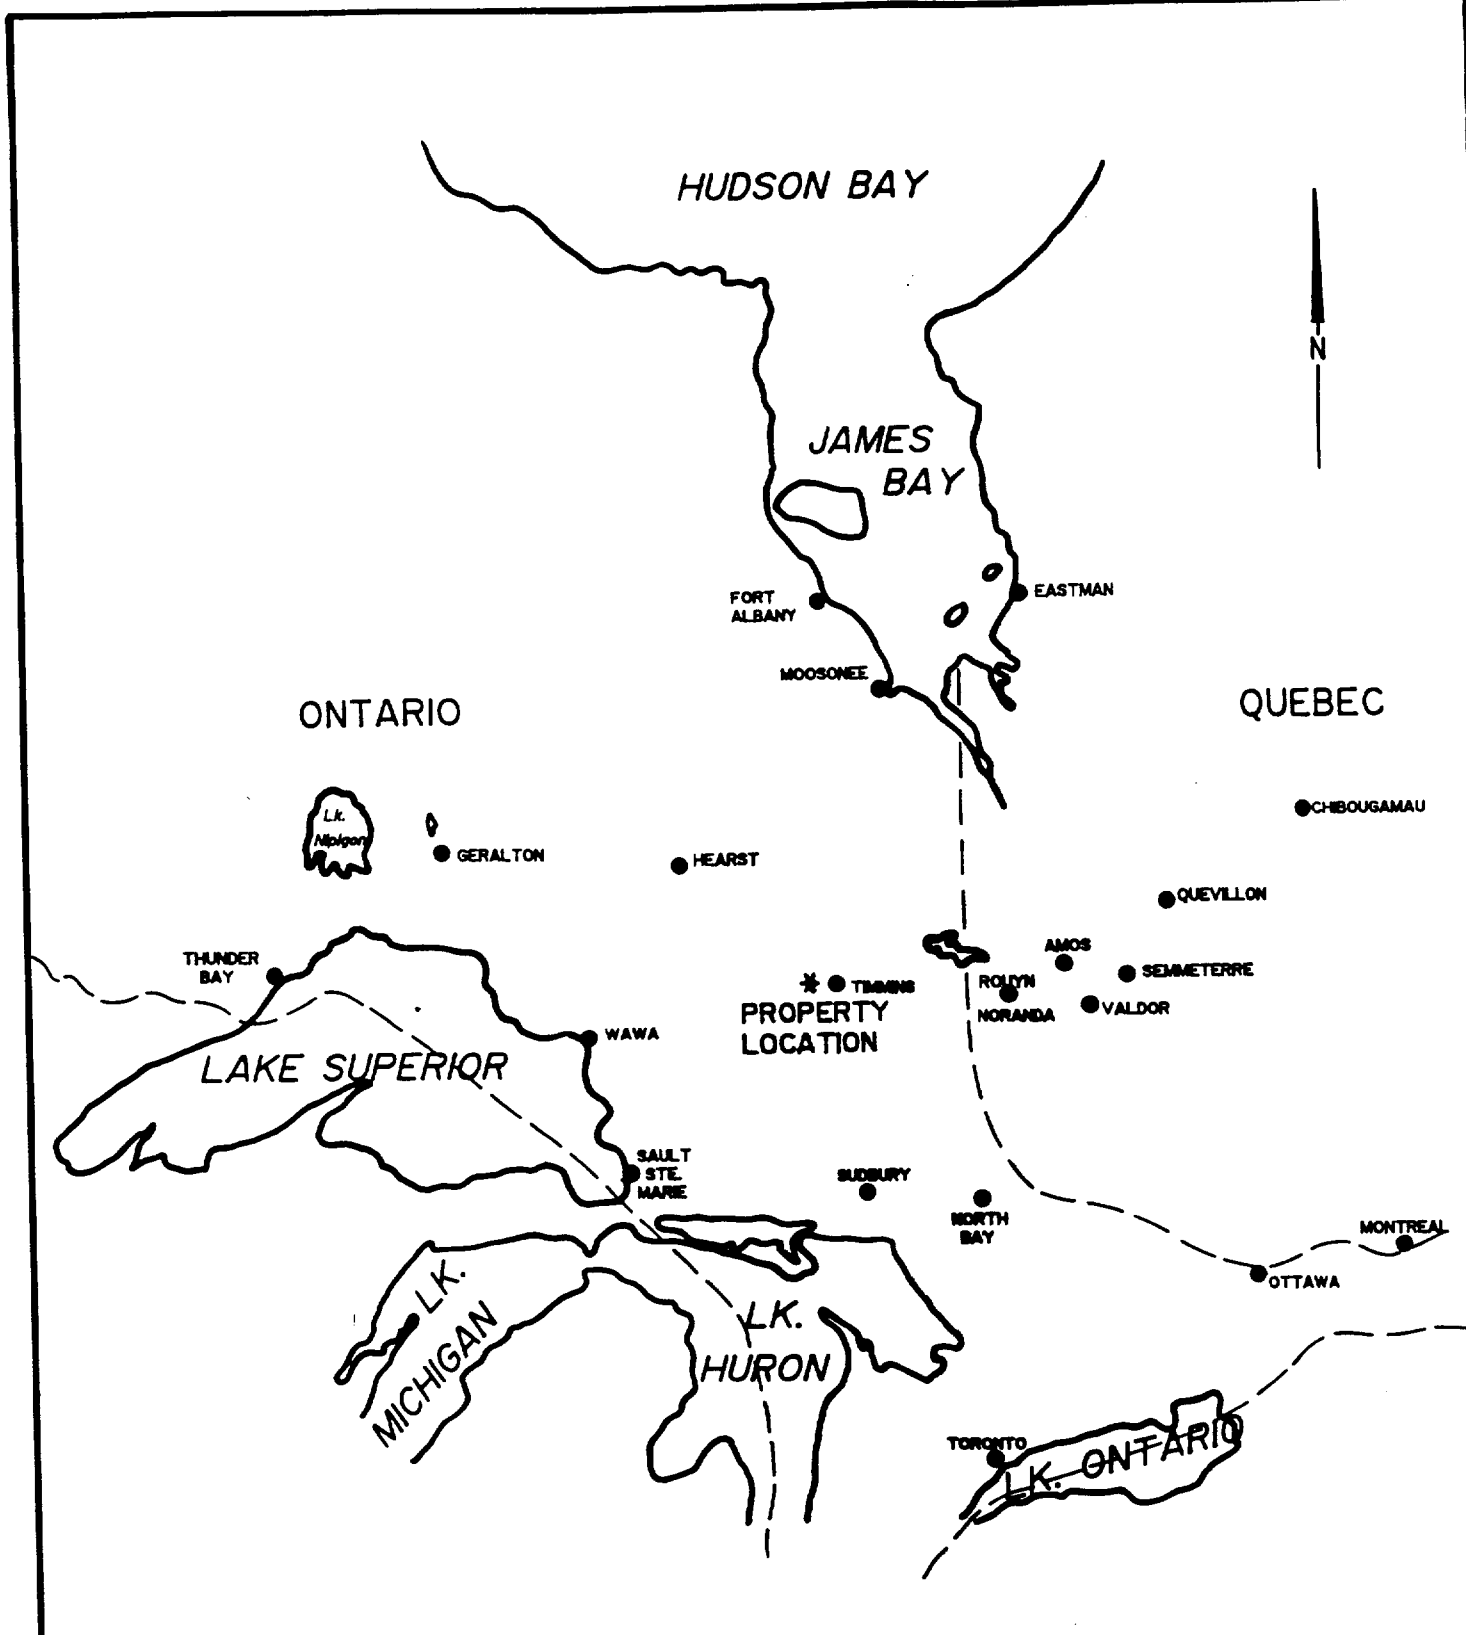 HUDSON BAY
N
JAMES
BAY
EASTMAN
FORT
ALBANY
MOOSONEE
ONTARIO
QUEBEC
Lk.
Nipigon
CHIBOUGAMAU
GERALTON
HEARST
QUEVILLON
THUNDER
BAY
AMOS
SEMMETERRE
TIMMINS
ROUYN
NORANDA
VALDOR
*
PROPERTY
LOCATION
WAWA
LAKE SUPERIOR
SAULT
STE.
MARIE
SUDBURY
NORTH
BAY
MONTREAL
OTTAWA
LK.
MICHIGAN
LK.
HURON
TORONTO
LK. ONTARIO